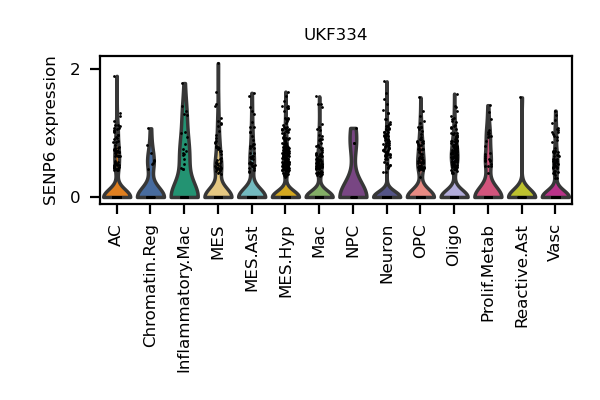 UKF334
SENP6 expression
2
0
AC
Chromatin.Reg
Inflammatory.Mac
MES
MES.Ast
MES.Hyp
Mac
NPC
Neuron
OPC
Oligo
Prolif.Metab
Reactive.Ast
Vasc